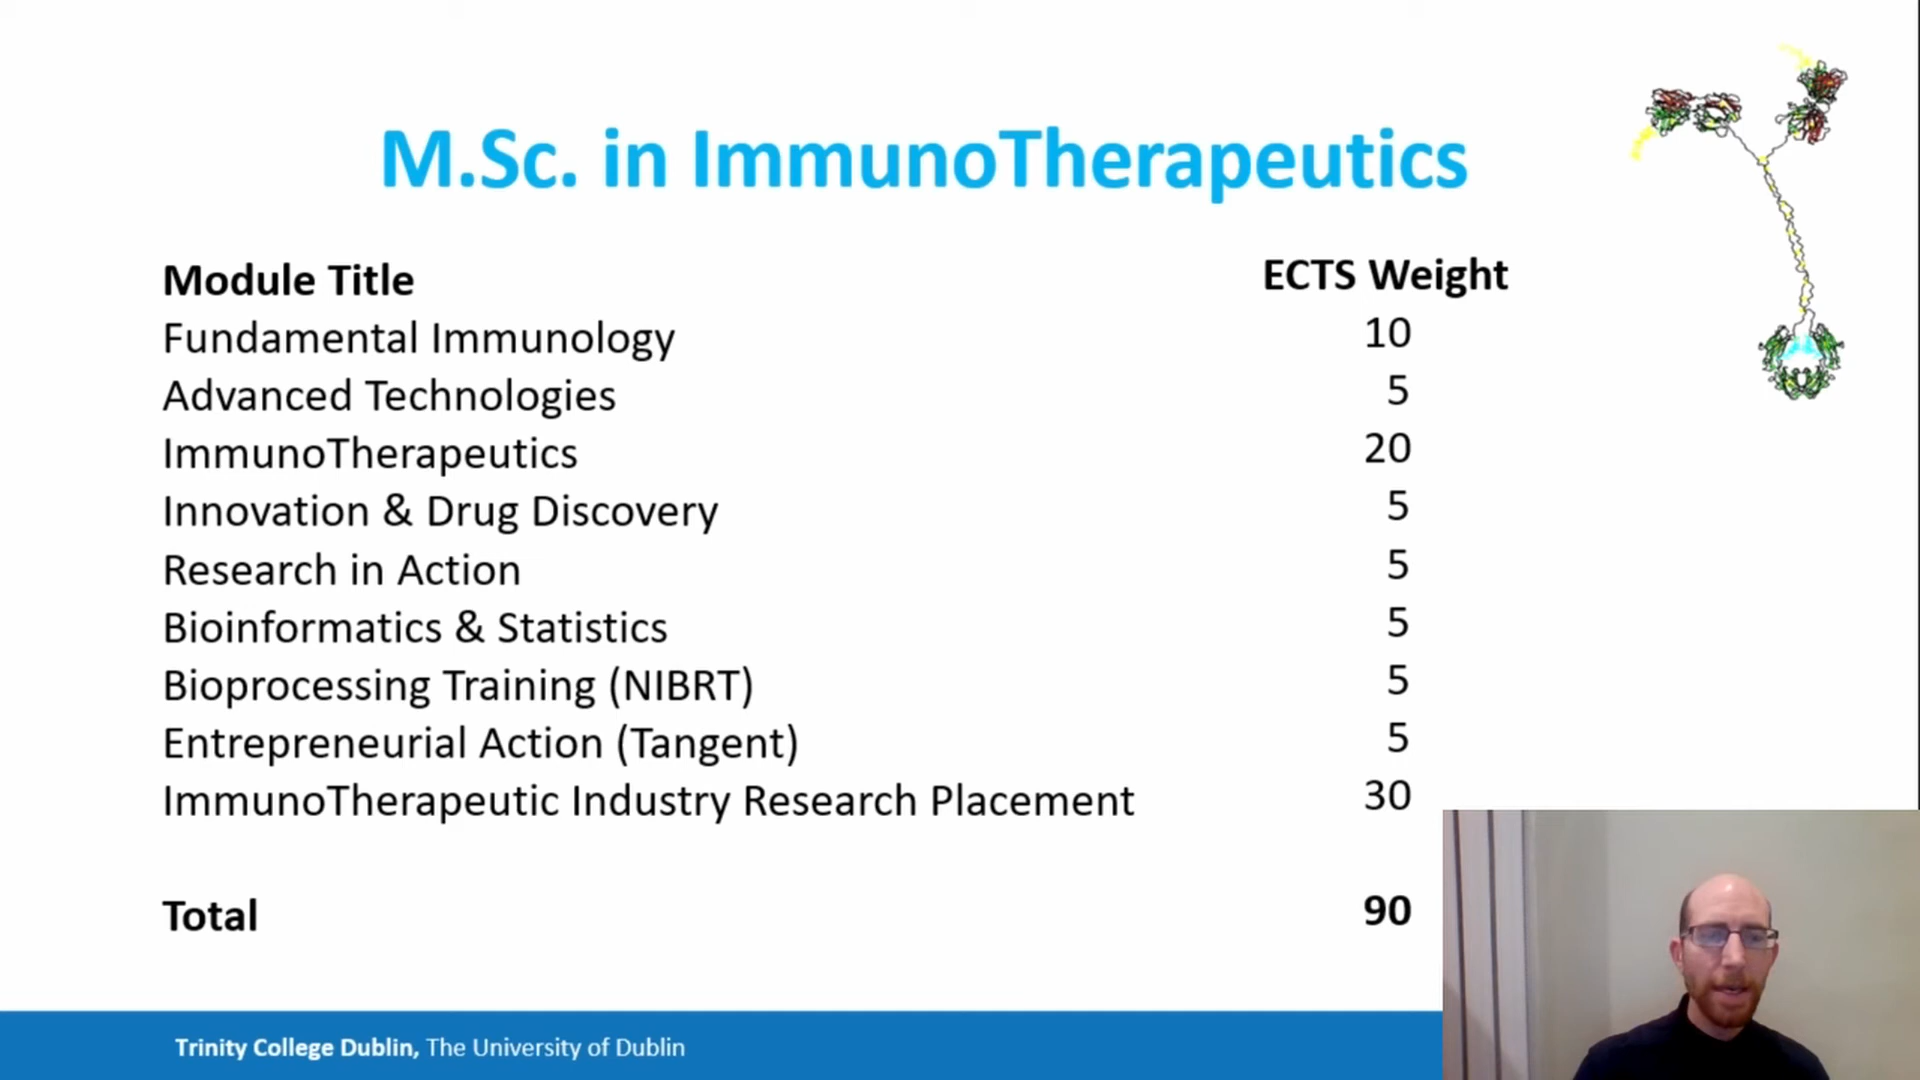 M.Sc. in ImmunoTherapeutics
Module Title ECTS Weight
Fundamental Immunology 10
Advanced Technologies 5
ImmunoTherapeutics 20
Innovation & Drug Discovery 5
Research in Action 5
Bioinformatics & Statistics 5
Bioprocessing Training (NIBRT) 5
Entrepreneurial Action (Tangent) 5
ImmunoTherapeutic Industry Research Placement 30
Total 90
Trinity College Dublin, The University of Dublin